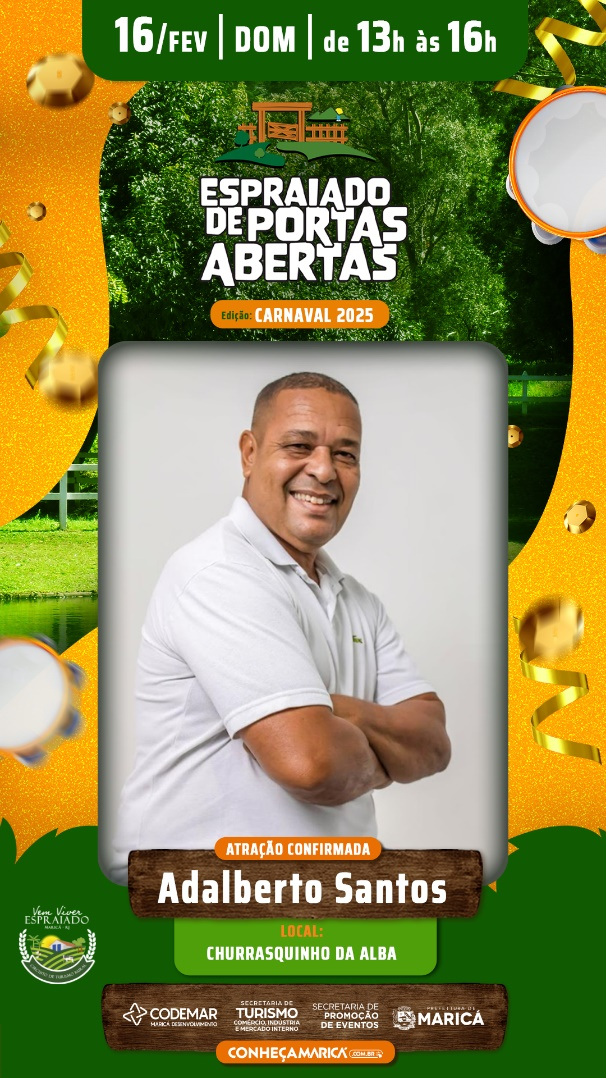 16/FEV | DOM | de 13h às 16h
ESPRAIADO
DE PORTAS
ABERTAS
Edição: CARNAVAL 2025
ATRAÇÃO CONFIRMADA
Adalberto Santos
LOCAL:
CHURRASQUINHO DA ALBA
Vem Viver
ESPRAIADO
MARICÁ - RJ
CODEMAR
MARICÁ DESENVOLVIMENTO
SECRETARIA DE
TURISMO
COMÉRCIO, INDÚSTRIA
E MERCADO INTERNO
SECRETARIA DE
PROMOÇÃO
DE EVENTOS
PREFEITURA DE
MARICÁ
CONHEÇAMARICÁ.COM.BR